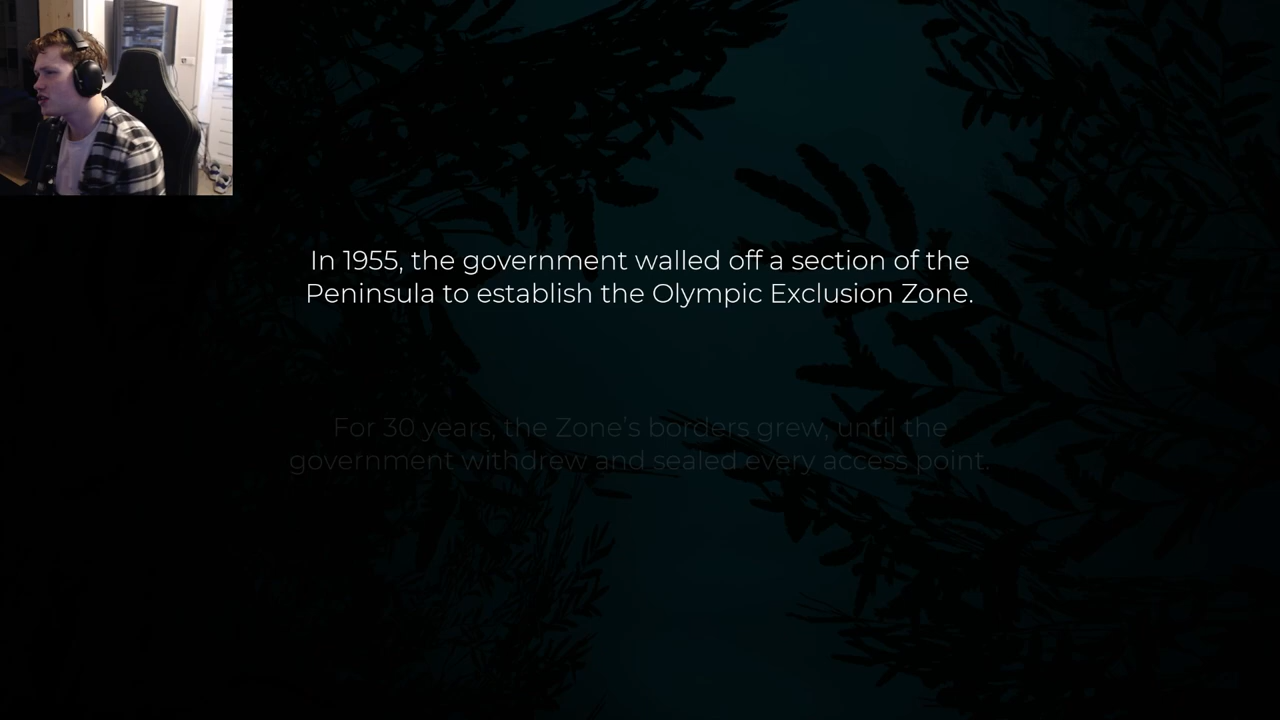 In 1955, the government walled off a section of the
Peninsula to establish the Olympic Exclusion Zone.
For 30 years, the Zone's borders grew, until the
government withdrew and sealed every access point.